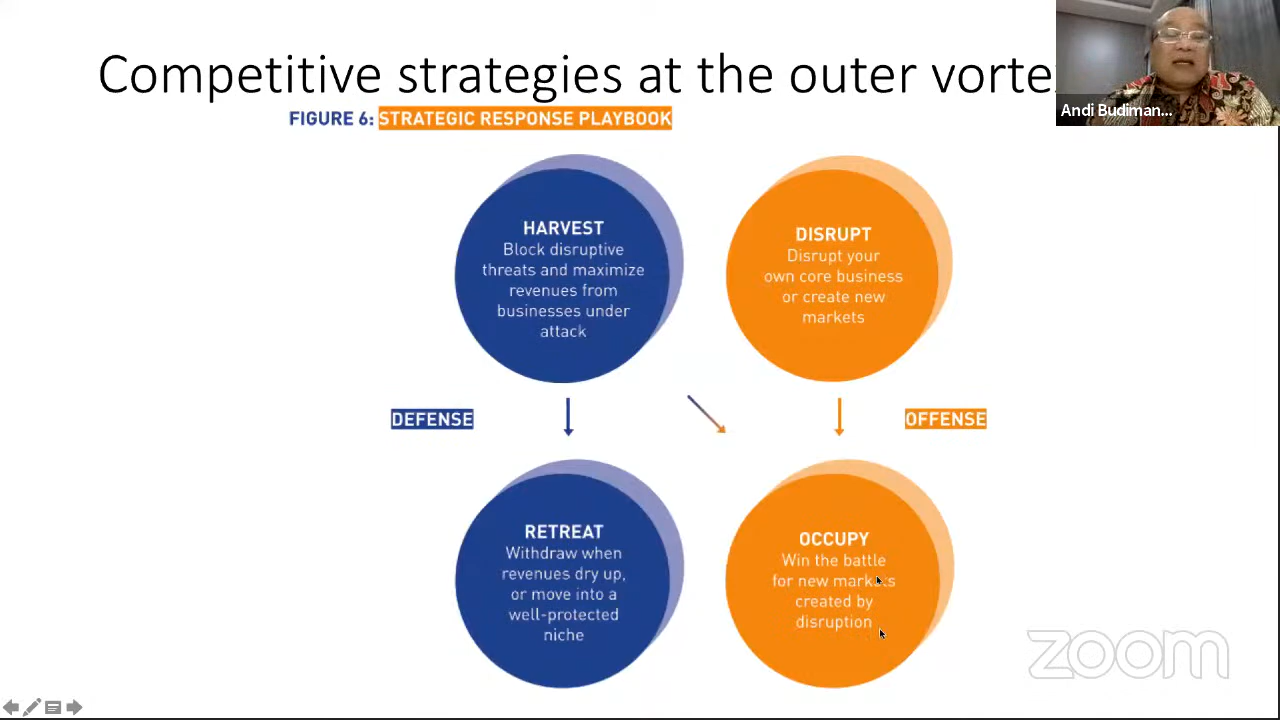 Competitive strategies at the outer vorte
FIGURE 6: STRATEGIC RESPONSE PLAYBOOK
Andi Budiman...
HARVEST
Block disruptive
threats and maximize
revenues from
businesses under
attack
DISRUPT
Disrupt your
own core business
or create new
markets
DEFENSE
OFFENSE
RETREAT
Withdraw when
revenues dry up,
or move into a
well-protected
niche
OCCUPY
Win the battle
for new markets
created by
disruption
zoom